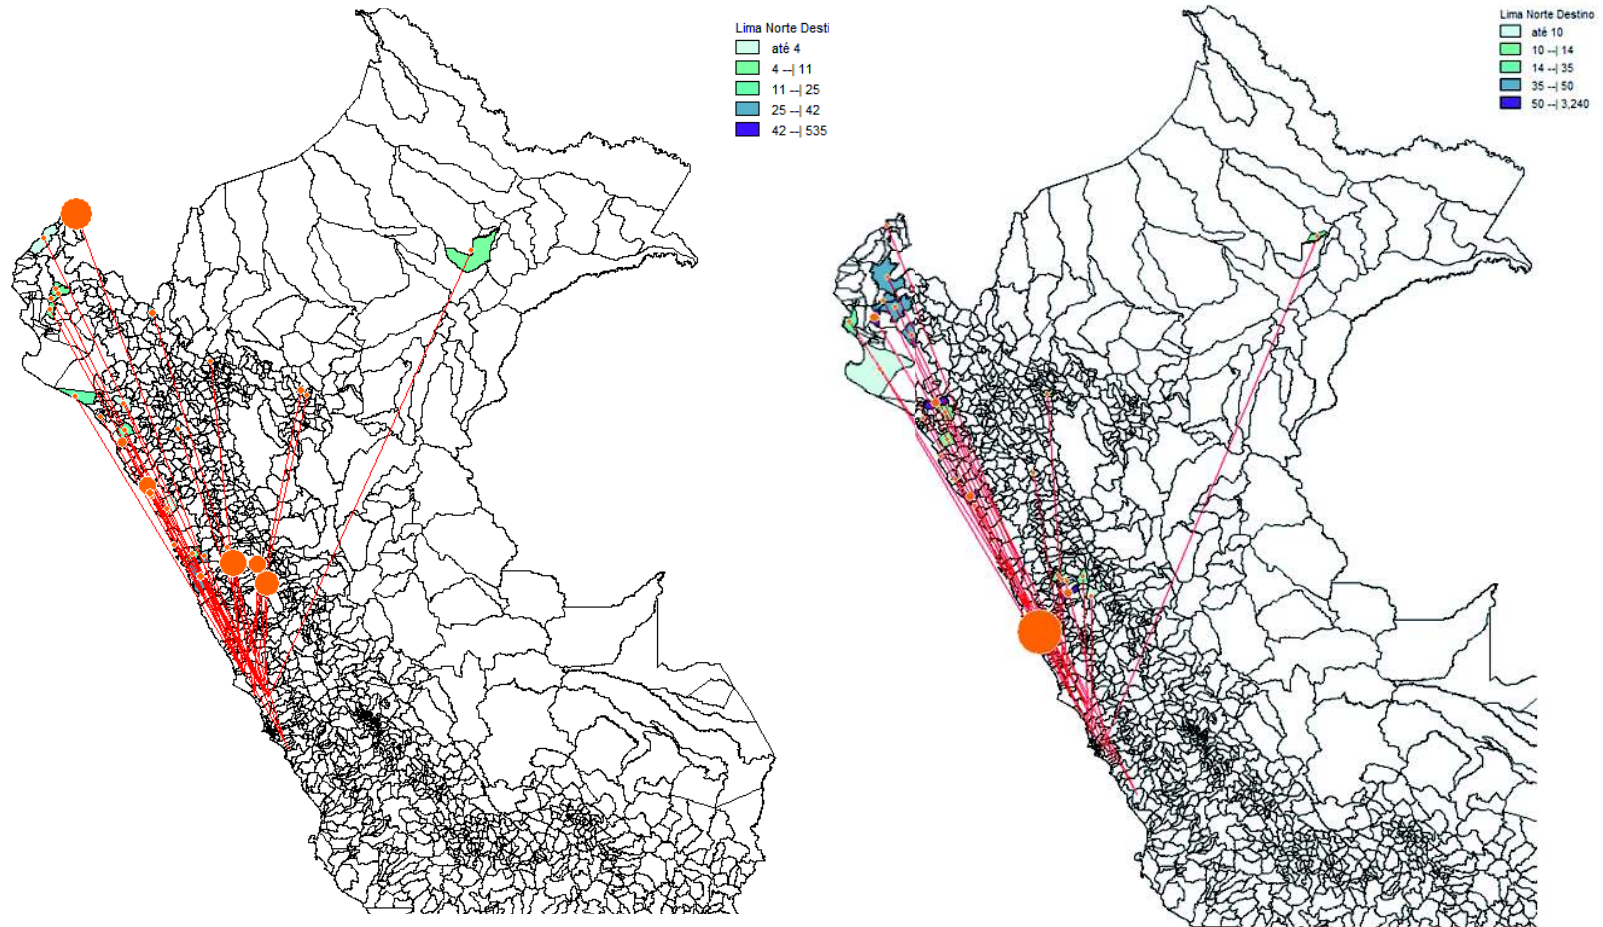 Lima Norte Desti
até 4
4 --| 11
11 --| 25
25 --| 42
42 --| 535
Lima Norte Destino
até 10
10 --| 14
14 --| 35
35 --| 50
50 --| 3,240